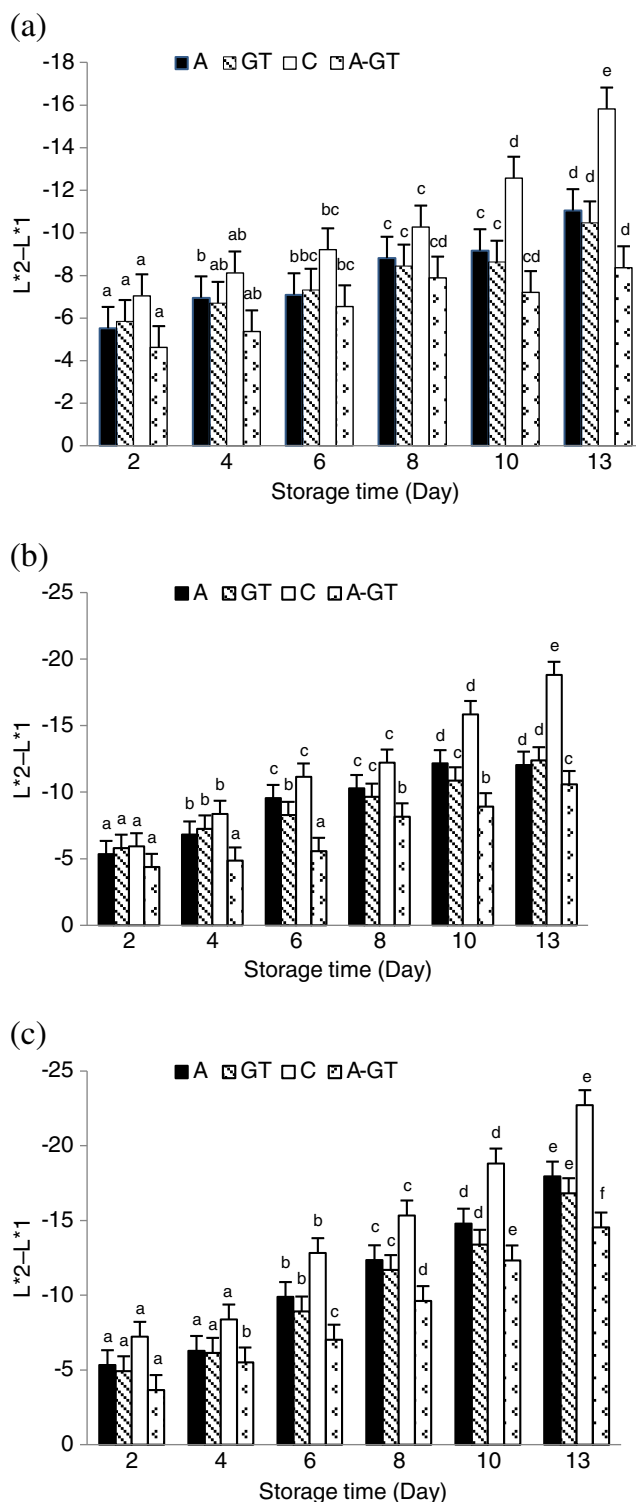 (a)
-18
-16
-14
-12
-10
-8
-6
-4
-2
0
L*2–L*1
A GT C A-GT
a a a a
b ab ab ab
b bc bc bc
c c c cd
c c d cd
d d e d
2 4 6 8 10 13
Storage time (Day)
(b)
-25
-20
-15
-10
-5
0
L*2–L*1
A GT C A-GT
a a a a
b b b a
c b c a
c c c b
d c d b
d d e c
2 4 6 8 10 13
Storage time (Day)
(c)
-25
-20
-15
-10
-5
0
L*2–L*1
A GT C A-GT
a a a a
a a a b
b b b c
c c c d
d d d e
e e e f
2 4 6 8 10 13
Storage time (Day)